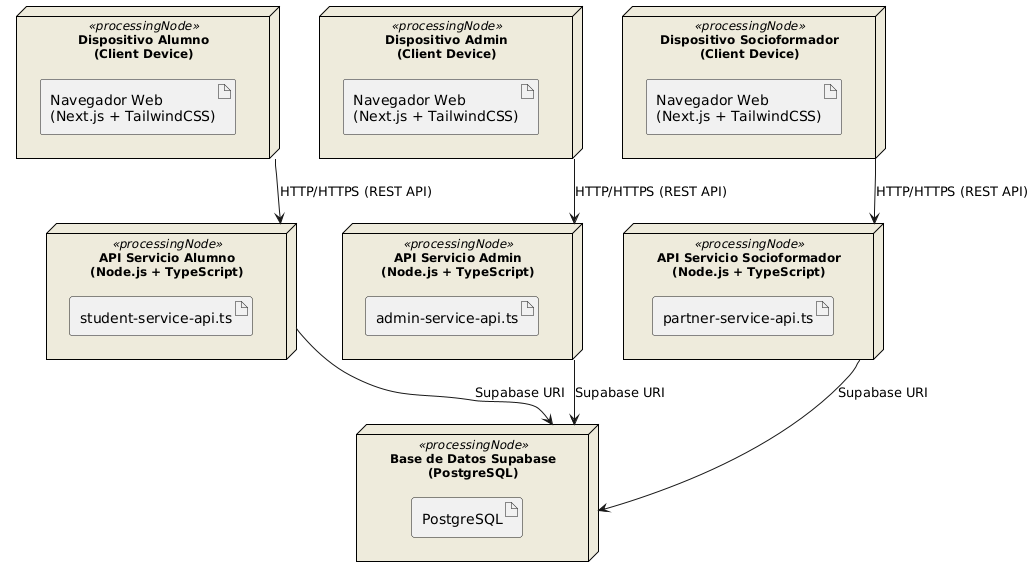 «processingNode»
Dispositivo Alumno
(Client Device)
Navegador Web
(Next.js + TailwindCSS)
«processingNode»
Dispositivo Admin
(Client Device)
Navegador Web
(Next.js + TailwindCSS)
«processingNode»
Dispositivo Socioformador
(Client Device)
Navegador Web
(Next.js + TailwindCSS)
HTTP/HTTPS (REST API)
HTTP/HTTPS (REST API)
HTTP/HTTPS (REST API)
«processingNode»
API Servicio Alumno
(Node.js + TypeScript)
student-service-api.ts
«processingNode»
API Servicio Admin
(Node.js + TypeScript)
admin-service-api.ts
«processingNode»
API Servicio Socioformador
(Node.js + TypeScript)
partner-service-api.ts
Supabase URI
Supabase URI
Supabase URI
«processingNode»
Base de Datos Supabase
(PostgreSQL)
PostgreSQL